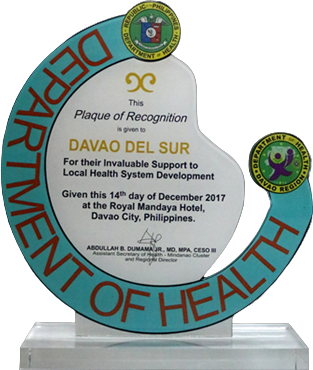 REPUBLIC OF THE PHILIPPINES
DEPARTMENT OF HEALTH
DEPARTMENT OF HEALTH
This
Plaque of Recognition
is given to
DAVAO DEL SUR
For their Invaluable Support to
Local Health System Development
Given this 14th day of December 2017
at the Royal Mandaya Hotel,
Davao City, Philippines.
ABDULLAH B. DUMAMA JR., MD, MPA, CESO III
Assistant Secretary of Health - Mindanao Cluster
and Regional Director
DEPARTMENT OF HEALTH
DAVAO REGION